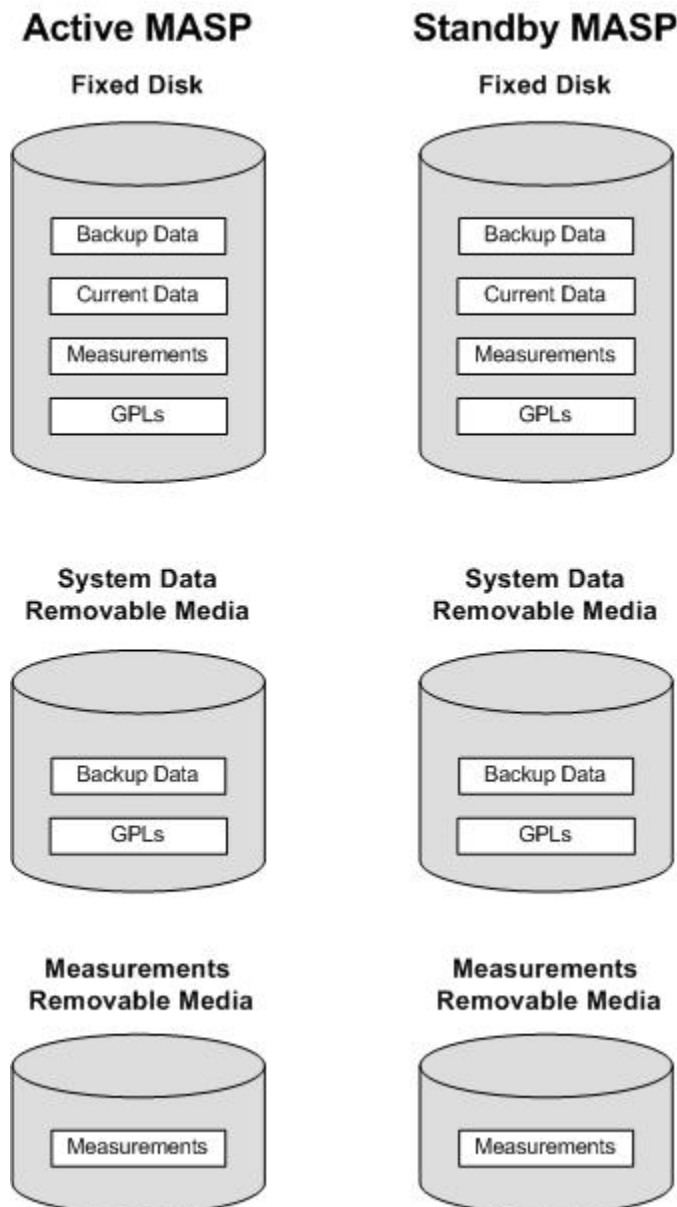 Active MASP
Standby MASP
Fixed Disk
Fixed Disk
Backup Data
Backup Data
Current Data
Current Data
Measurements
Measurements
GPLs
GPLs
System Data
Removable Media
System Data
Removable Media
Backup Data
Backup Data
GPLs
GPLs
Measurements
Removable Media
Measurements
Removable Media
Measurements
Measurements